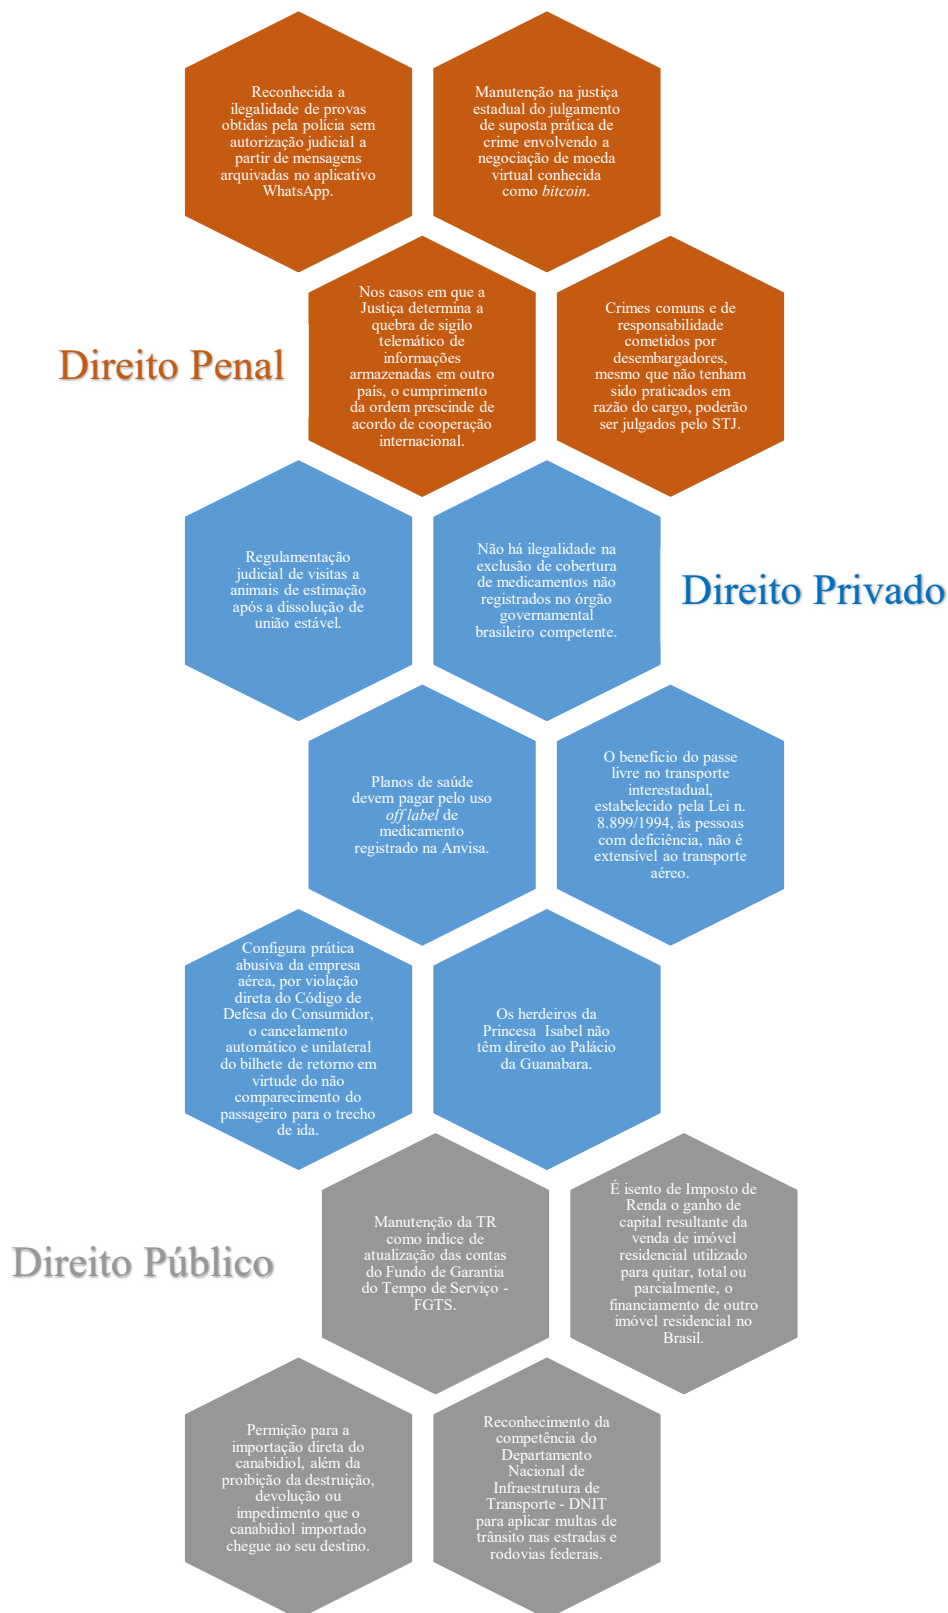 Reconhecida a
ilegalidade de provas
obtidas pela polícia sem
autorização judicial a
partir de mensagens
arquivadas no aplicativo
WhatsApp.
Manutenção na justiça
estadual do julgamento
de suposta prática de
crime envolvendo a
negociação de moeda
virtual conhecida
como bitcoin.
Direito Penal
Nos casos em que a
Justiça determina a
quebra de sigilo
telemático de
informações
armazenadas em outro
país, o cumprimento
da ordem prescinde de
acordo de cooperação
internacional.
Crimes comuns e de
responsabilidade
cometidos por
desembargadores,
mesmo que não tenham
sido praticados em
razão do cargo, poderão
ser julgados pelo STJ.
Regulamentação
judicial de visitas a
animais de estimação
após a dissolução de
união estável.
Não há ilegalidade na
exclusão de cobertura
de medicamentos não
registrados no órgão
governamental
brasileiro competente.
Direito Privado
Planos de saúde
devem pagar pelo uso
off label de
medicamento
registrado na Anvisa.
O benefício do passe
livre no transporte
interestadual,
estabelecido pela Lei n.
8.899/1994, às pessoas
com deficiência, não é
extensível ao transporte
aéreo.
Configura prática
abusiva da empresa
aérea, por violação
direta do Código de
Defesa do Consumidor,
o cancelamento
automático e unilateral
do bilhete de retorno em
virtude do não
comparecimento do
passageiro para o trecho
de ida.
Os herdeiros da
Princesa Isabel não
têm direito ao Palácio
da Guanabara.
Direito Público
Manutenção da TR
como índice de
atualização das contas
do Fundo de Garantia
do Tempo de Serviço -
FGTS.
É isento de Imposto de
Renda o ganho de
capital resultante da
venda de imóvel
residencial utilizado
para quitar, total ou
parcialmente, o
financiamento de outro
imóvel residencial no
Brasil.
Permição para a
importação direta do
canabidiol, além da
proibição da destruição,
devolução ou
impedimento que o
canabidiol importado
chegue ao seu destino.
Reconhecimento da
competência do
Departamento
Nacional de
Infraestrutura de
Transporte - DNIT
para aplicar multas de
trânsito nas estradas e
rodovias federais.